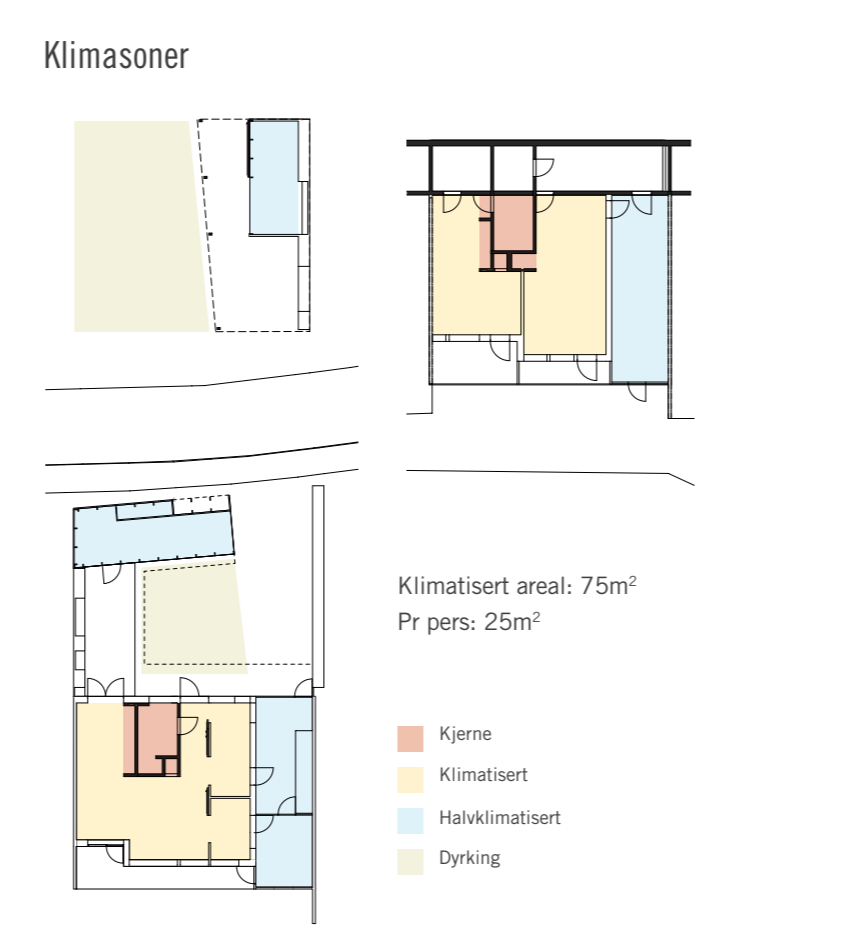 Klimasoner
Klimatisert areal: 75m²
Pr pers: 25m²
Kjerne
Klimatisert
Halvklimatisert
Dyrking